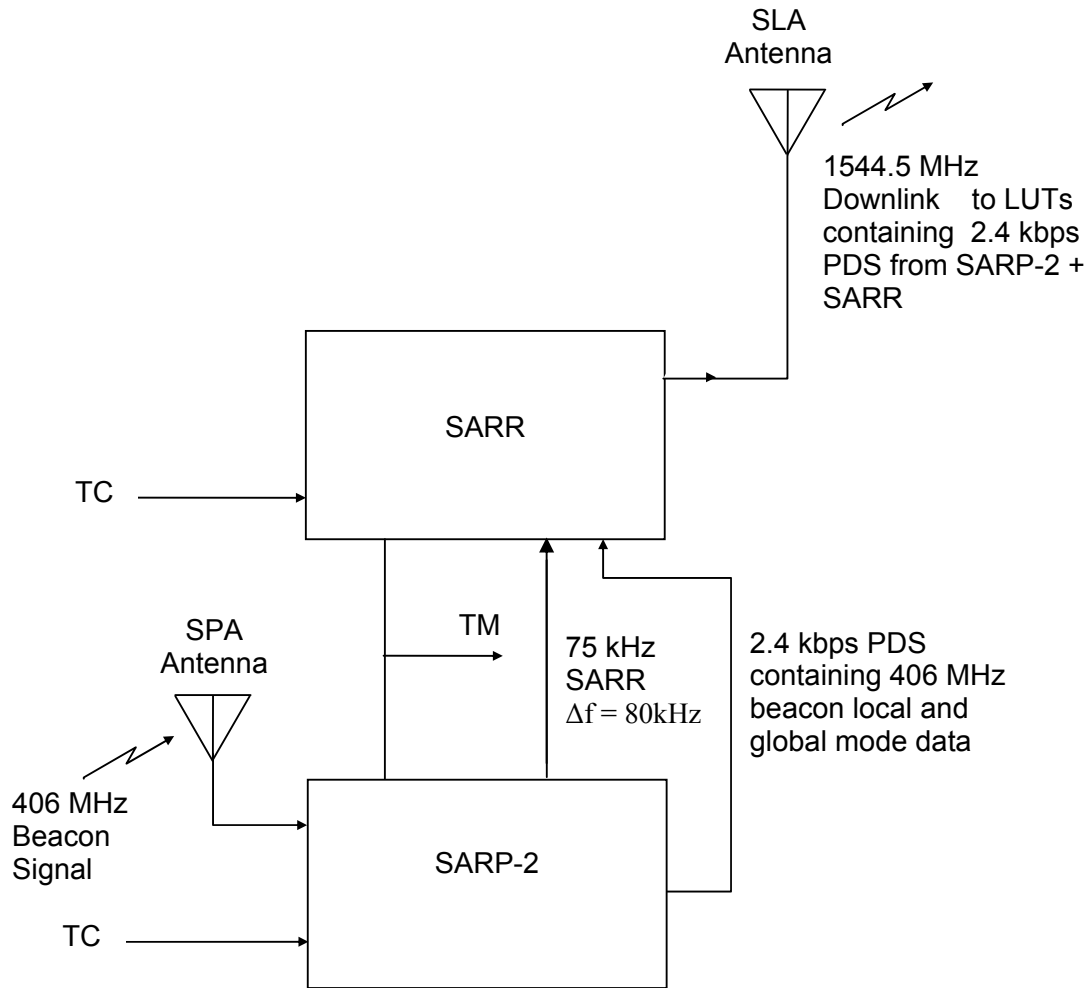 SLA
Antenna
1544.5 MHz
Downlink to LUTs
containing 2.4 kbps
PDS from SARP-2 +
SARR
SARR
TC
TM
SPA
Antenna
75 kHz
SARR
Δf = 80kHz
2.4 kbps PDS
containing 406 MHz
beacon local and
global mode data
406 MHz
Beacon
Signal
SARP-2
TC